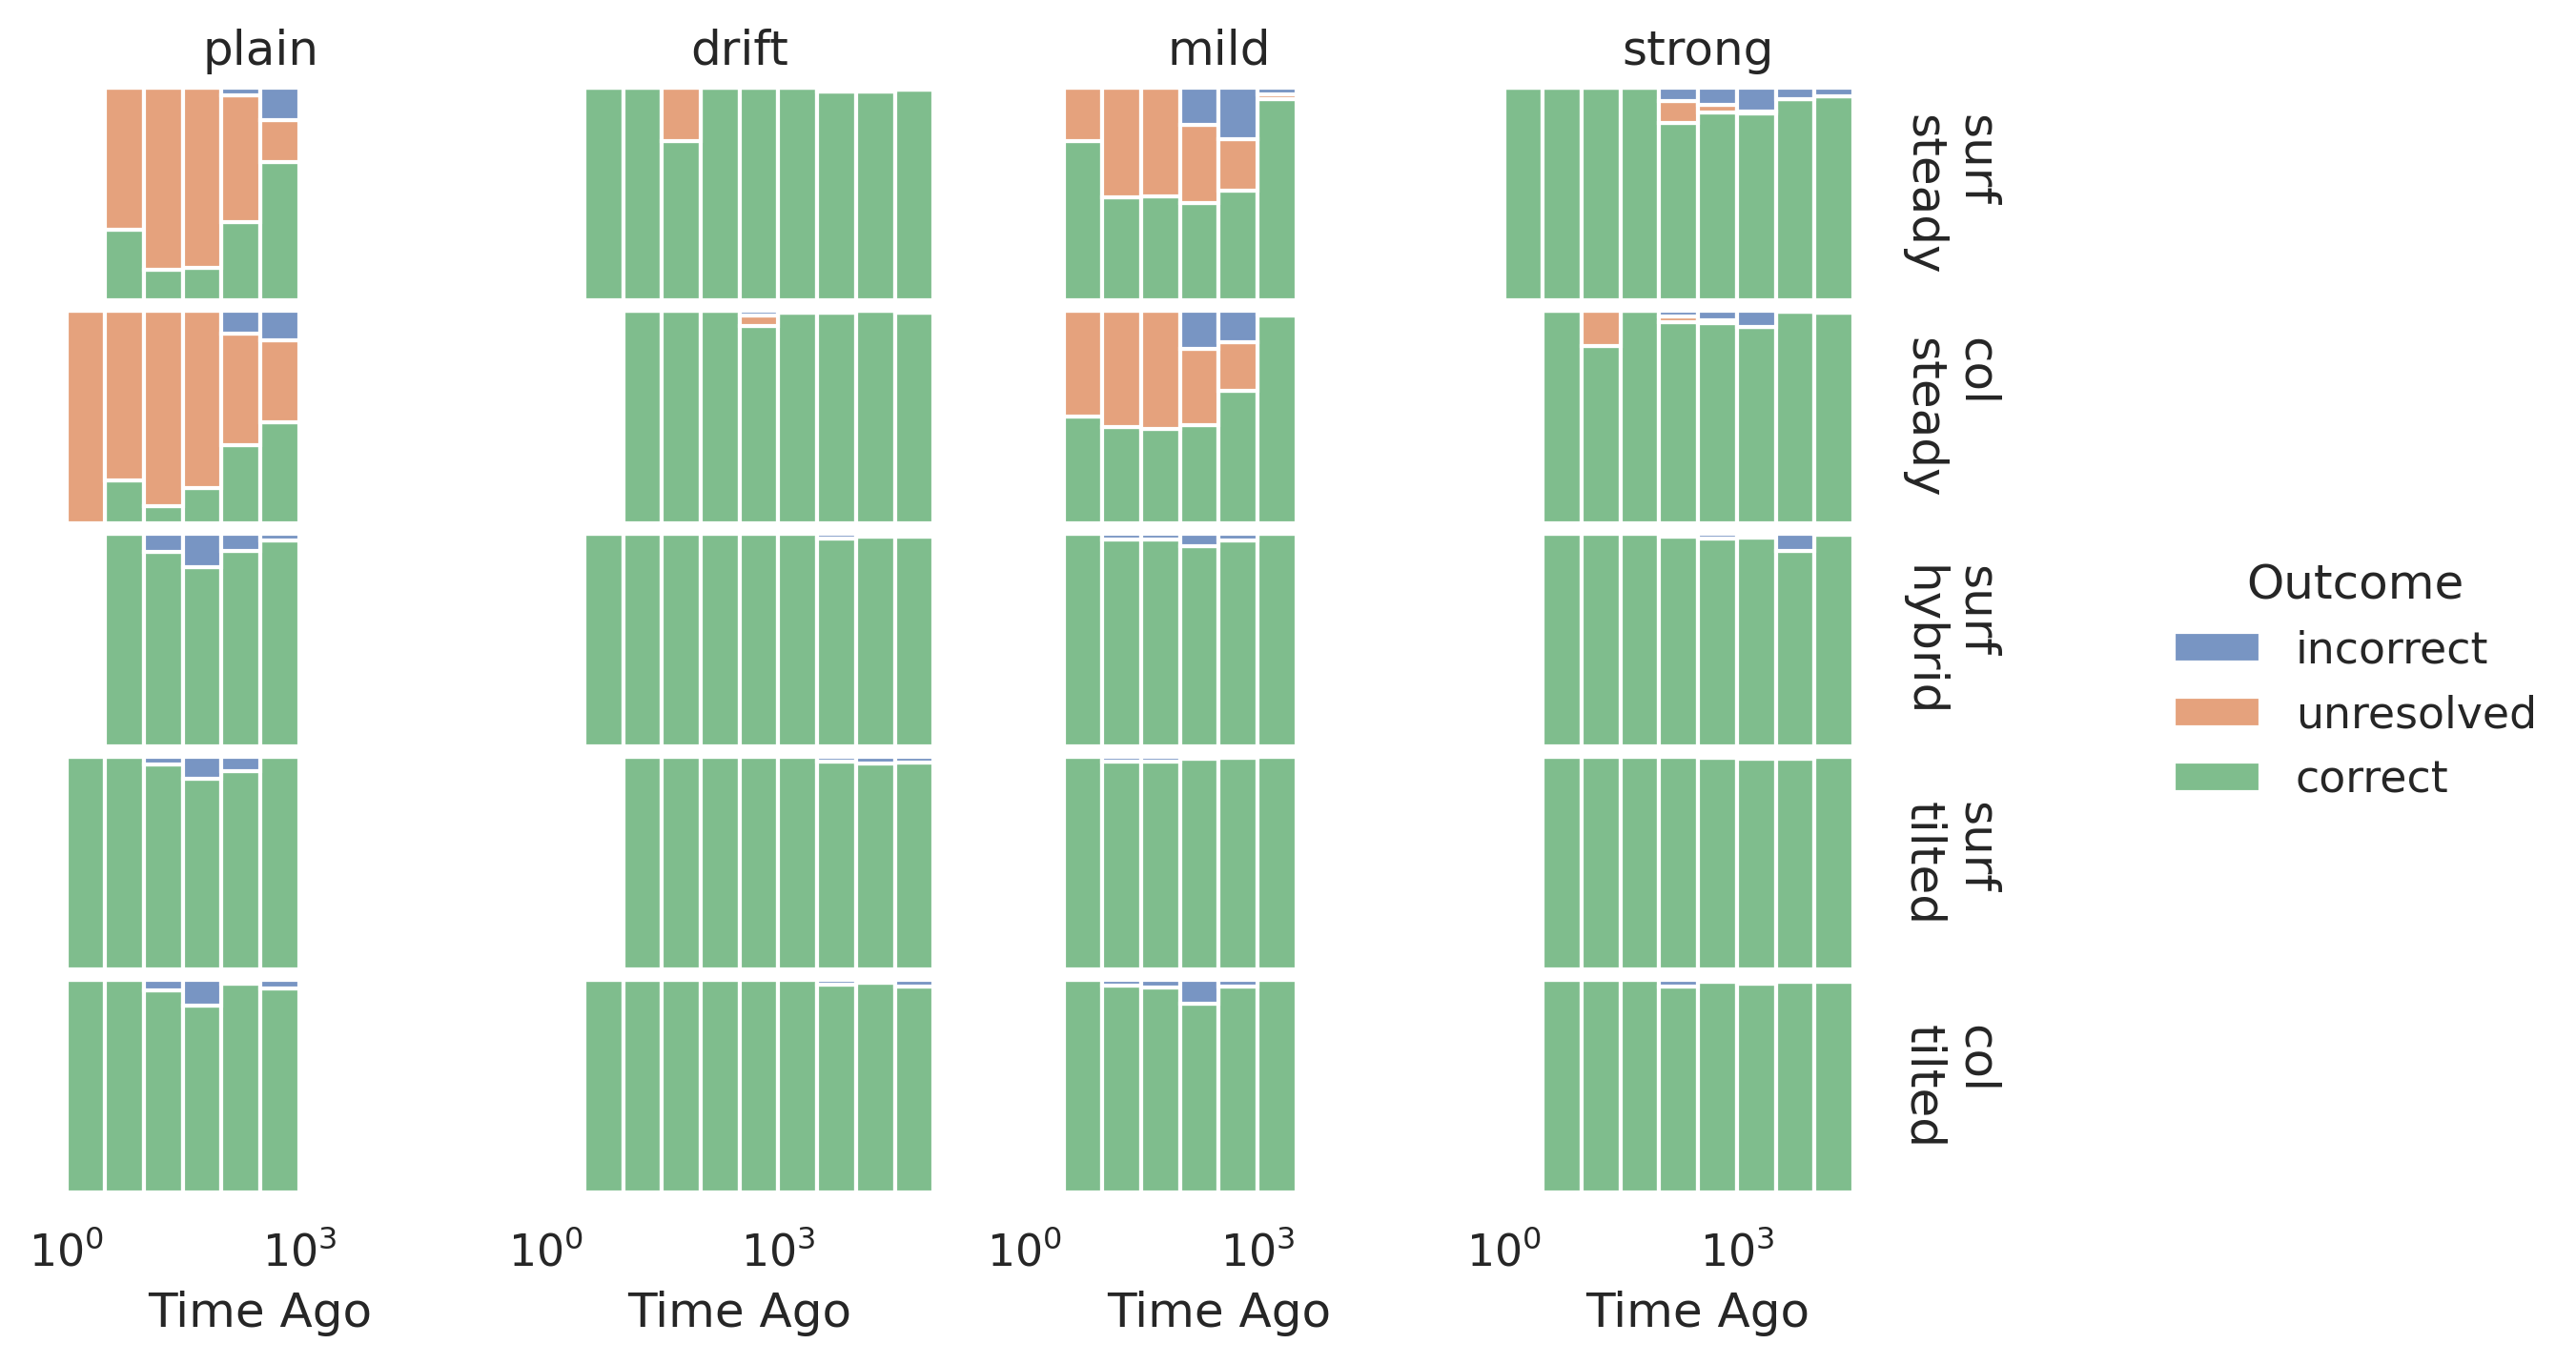 plain
drift
mild
strong
surf
steady
col
steady
surf
hybrid
surf
tilted
col
tilted
Outcome
incorrect
unresolved
correct
10⁰
10³
10⁰
10³
10⁰
10³
10⁰
10³
Time Ago
Time Ago
Time Ago
Time Ago